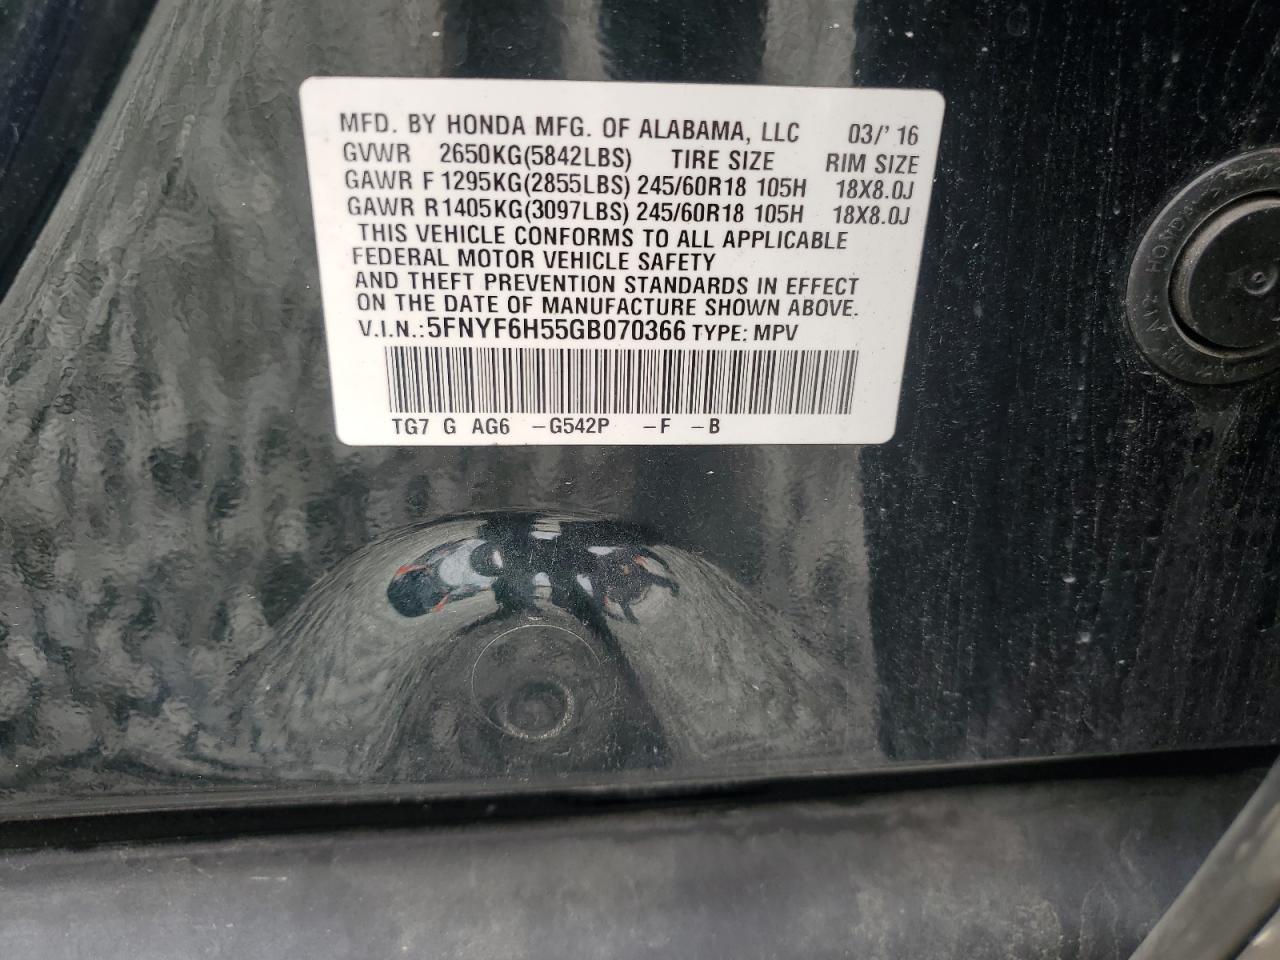 MFD. BY HONDA MFG. OF ALABAMA, LLC 03/' 16
GVWR 2650KG(5842LBS) TIRE SIZE RIM SIZE
GAWR F 1295KG(2855LBS) 245/60R18 105H 18X8.0J
GAWR R1405KG(3097LBS) 245/60R18 105H 18X8.0J
THIS VEHICLE CONFORMS TO ALL APPLICABLE
FEDERAL MOTOR VEHICLE SAFETY
AND THEFT PREVENTION STANDARDS IN EFFECT
ON THE DATE OF MANUFACTURE SHOWN ABOVE.
V.I.N.:5FNYF6H55GB070366 TYPE: MPV
TG7 G AG6 -G542P -F -B
HONDA